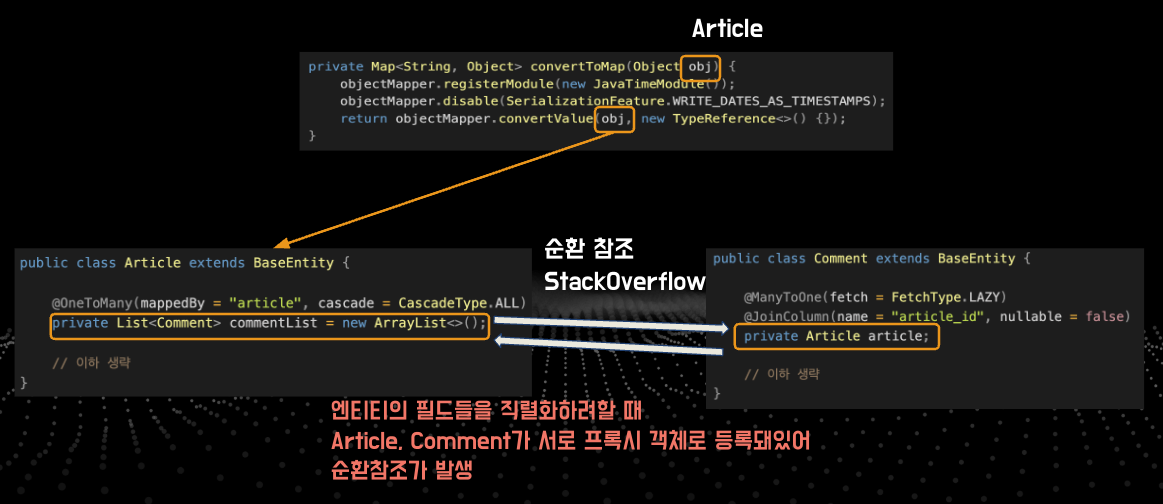 Article
private Map<String, Object> convertToMap(Object obj) {
    objectMapper.registerModule(new JavaTimeModule());
    objectMapper.disable(SerializationFeature.WRITE_DATES_AS_TIMESTAMPS);
    return objectMapper.convertValue(obj, new TypeReference<>() {});
}
public class Article extends BaseEntity {
    @OneToMany(mappedBy = "article", cascade = CascadeType.ALL)
    private List<Comment> commentList = new ArrayList<>();
    // 이하 생략
}
순환 참조
StackOverflow
public class Comment extends BaseEntity {
    @ManyToOne(fetch = FetchType.LAZY)
    @JoinColumn(name = "article_id", nullable = false)
    private Article article;
    // 이하 생략
}
엔티티의 필드들을 직렬화하려할 때
Article, Comment가 서로 프록시 객체로 등록돼있어
순환참조가 발생